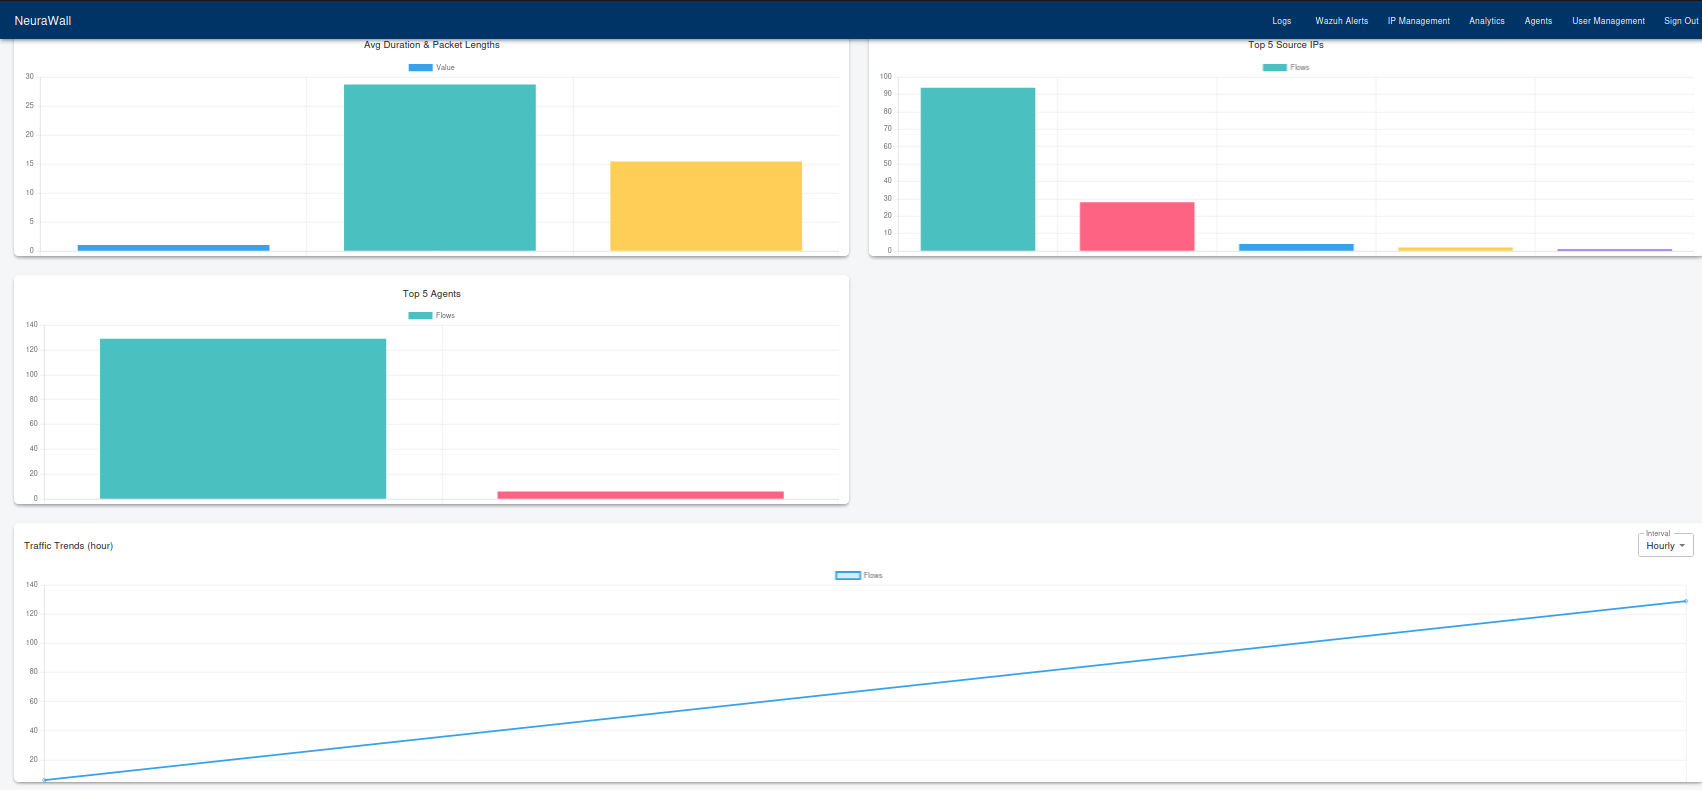 NeuraWall
Logs
Wazuh Alerts
IP Management
Analytics
Agents
User Management
Sign Out
Avg Duration & Packet Lengths
Value
30
25
20
15
10
5
0
Top 5 Source IPs
Flows
100
90
80
70
60
50
40
30
20
10
0
Top 5 Agents
Flows
140
120
100
80
60
40
20
0
Traffic Trends (hour)
Interval
Hourly
Flows
140
120
100
80
60
40
20